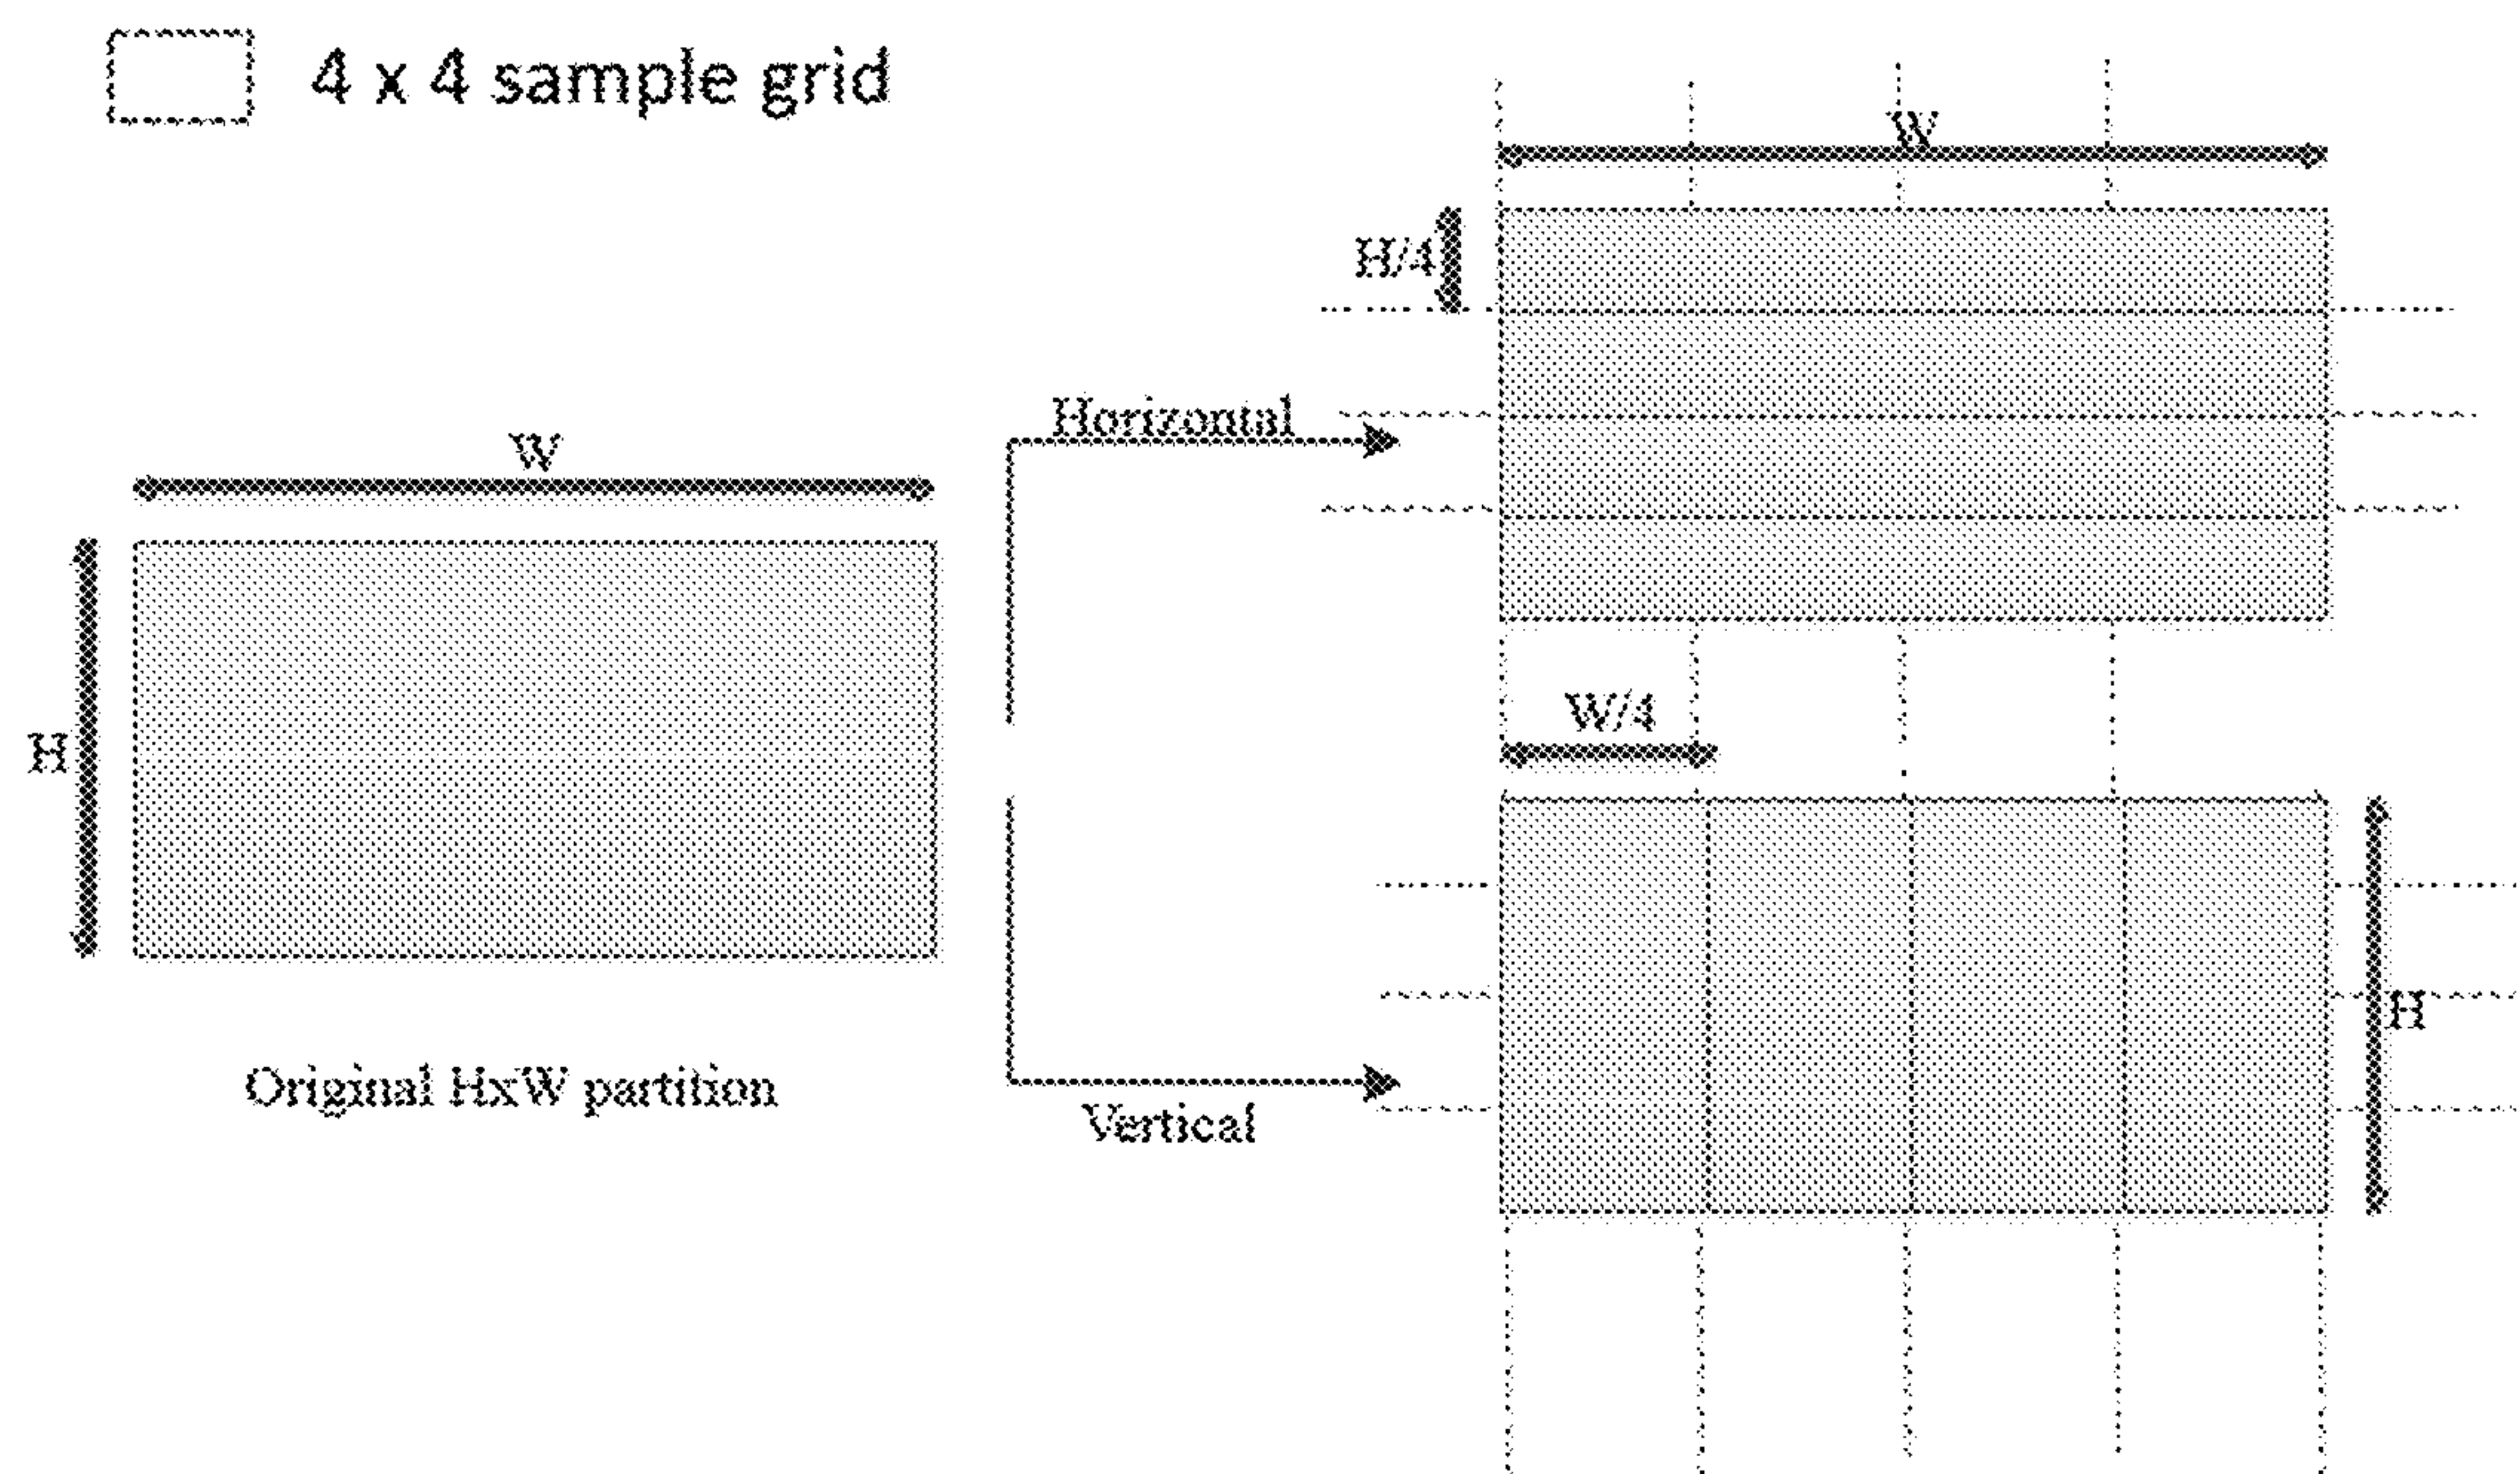 4 x 4 sample grid
W
H/4
Horizontal
W
H
W/4
H
Original HxW partition
Vertical